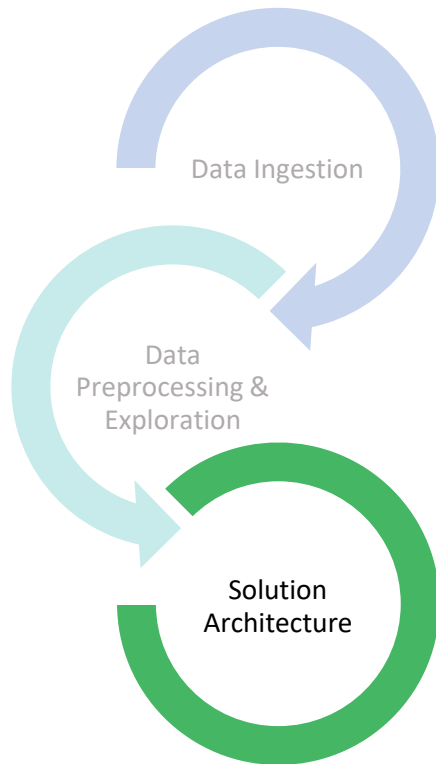 Data Ingestion
Data
Preprocessing &
Exploration
Solution
Architecture